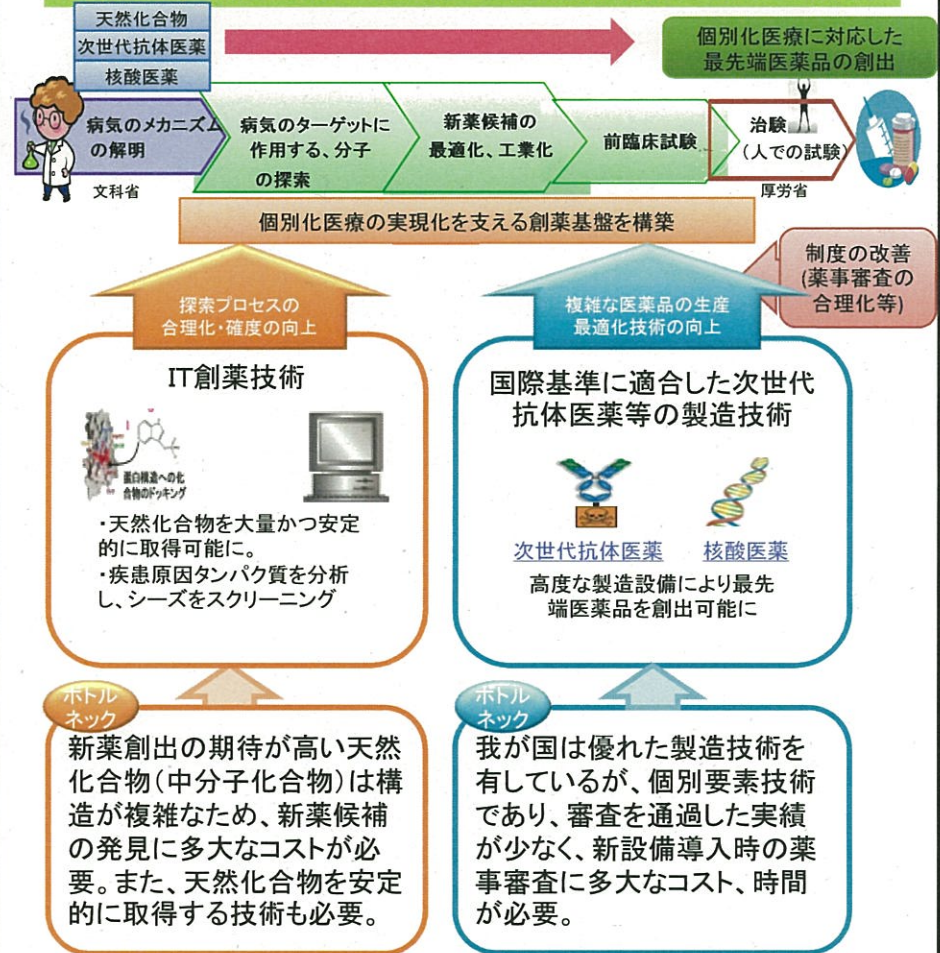 天然化合物
次世代抗体医薬
核酸医薬
個別化医療に対応した
最先端医薬品の創出
病気のメカニズム
の解明
文科省
病気のターゲットに
作用する、分子
の探索
新薬候補の
最適化、工業化
前臨床試験
治験
(人での試験)
厚労省
個別化医療の実現化を支える創薬基盤を構築
制度の改善
(薬事審査の
合理化等)
探索プロセスの
合理化・確度の向上
複雑な医薬品の生産
最適化技術の向上
IT創薬技術
蛋白構造への化
合物のドッキング
・天然化合物を大量かつ安定
的に取得可能に。
・疾患原因タンパク質を分析
し、シーズをスクリーニング
国際基準に適合した次世代
抗体医薬等の製造技術
次世代抗体医薬
核酸医薬
高度な製造設備により最先
端医薬品を創出可能に
ボトル
ネック
新薬創出の期待が高い天然
化合物(中分子化合物)は構
造が複雑なため、新薬候補
の発見に多大なコストが必
要。また、天然化合物を安定
的に取得する技術も必要。
ボトル
ネック
我が国は優れた製造技術を
有しているが、個別要素技術
であり、審査を通過した実績
が少なく、新設備導入時の薬
事審査に多大なコスト、時間
が必要。